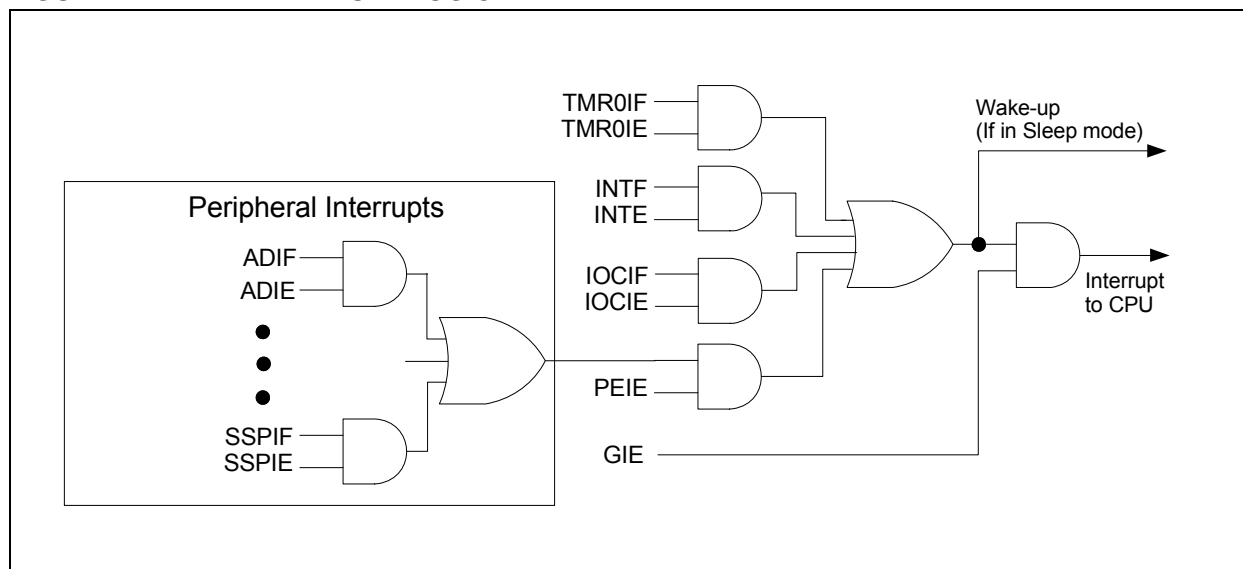 Peripheral Interrupts
ADIF
ADIE
SSPIF
SSPIE
TMR0IF
TMR0IE
INTF
INTE
IOCIF
IOCIE
PEIE
GIE
Wake-up
(If in Sleep mode)
Interrupt
to CPU